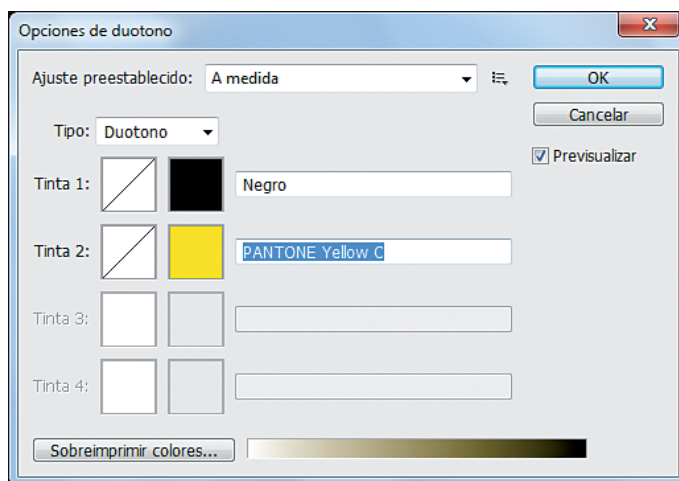 Opciones de duotono
Ajuste preestablecido: A medida
OK
Cancelar
Tipo: Duotono
Previsualizar
Tinta 1: Negro
Tinta 2: PANTONE Yellow C
Tinta 3:
Tinta 4:
Sobreimprimir colores...